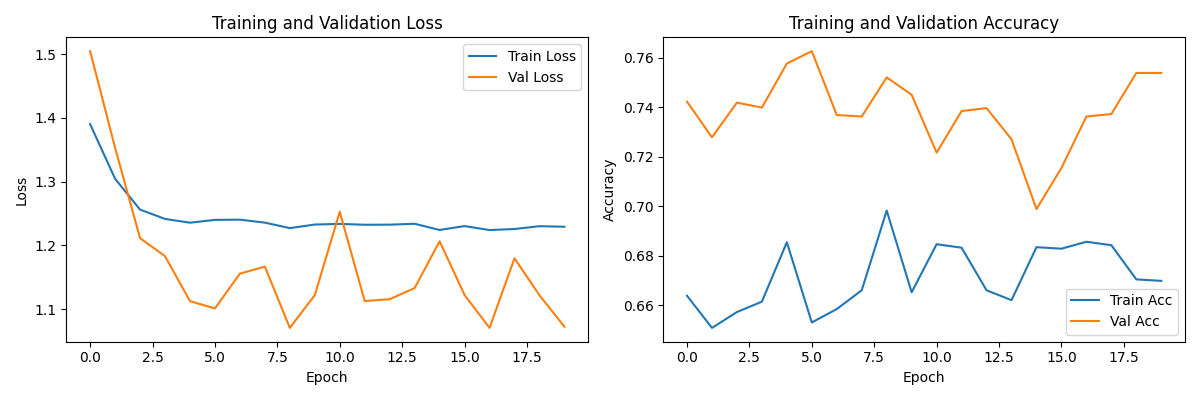 Training and Validation Loss
1.5
1.4
1.3
1.2
1.1
Loss
Train Loss
Val Loss
0.0 2.5 5.0 7.5 10.0 12.5 15.0 17.5
Epoch
Training and Validation Accuracy
0.76
0.74
0.72
0.70
0.68
0.66
Accuracy
Train Acc
Val Acc
0.0 2.5 5.0 7.5 10.0 12.5 15.0 17.5
Epoch